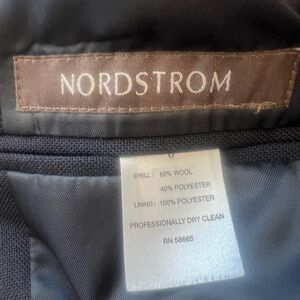 NORDSTROM
SHELL: 60% WOOL
40% POLYESTER
LINING: 100% POLYESTER
PROFESSIONALLY DRY CLEAN
RN 58665